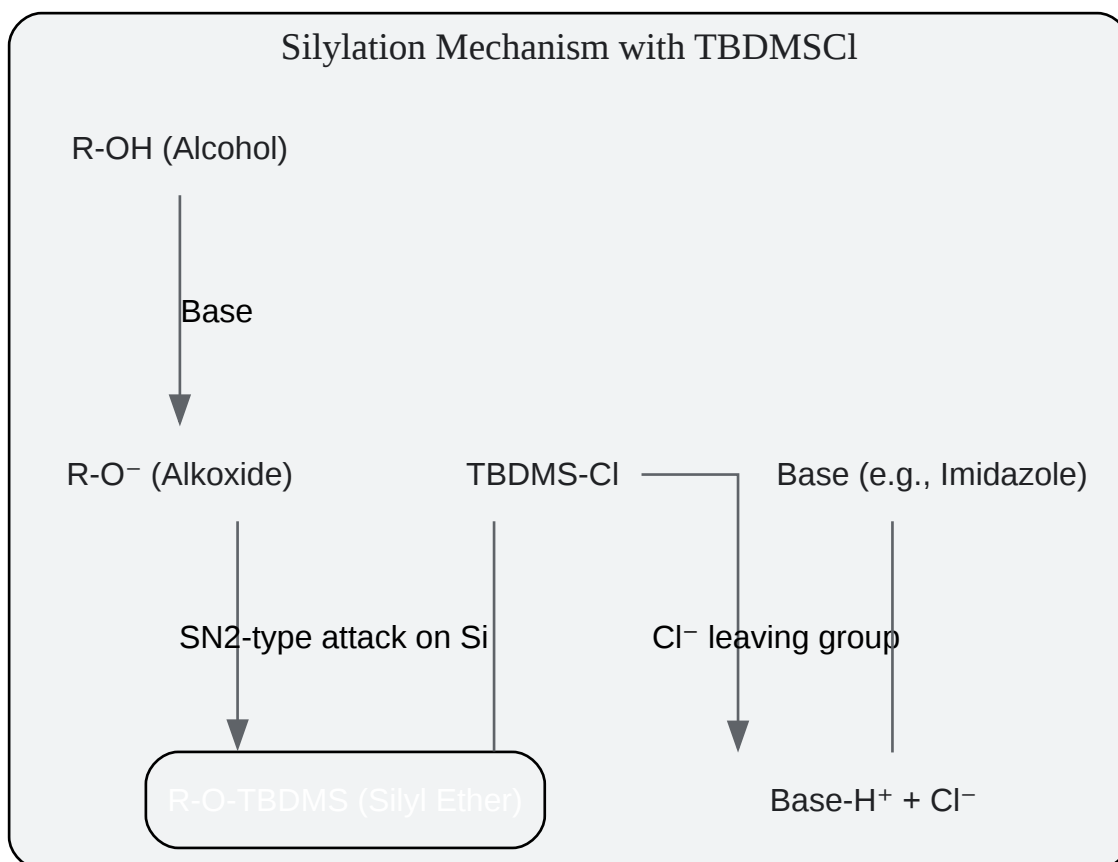 Silylation Mechanism with TBDMSCl
R-OH (Alcohol)
Base
R-O⁻ (Alkoxide)
TBDMS-Cl
Base (e.g., Imidazole)
SN2-type attack on Si
Cl⁻ leaving group
R-O-TBDMS (Silyl Ether)
Base-H⁺ + Cl⁻